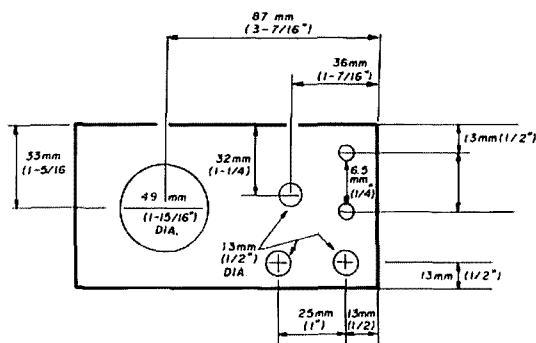 87 mm
(3-7/16")
36mm
(1-7/16")
33mm
(1-5/16
32mm
(1-1/4)
13mm(1/2")
6.5
mm
(1/4)"
49 mm
(1-15/16")
DIA.
13mm
(1/2")
DIA.
13mm (1/2")
25mm
(1")
13mm
(1/2)